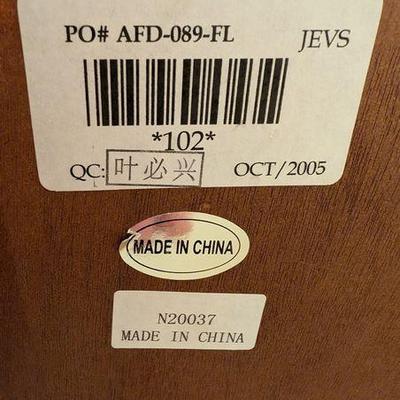 PO# AFD-089-FL JEVS
*102*
QC: 叶必兴 OCT/2005
MADE IN CHINA
N20037
MADE IN CHINA